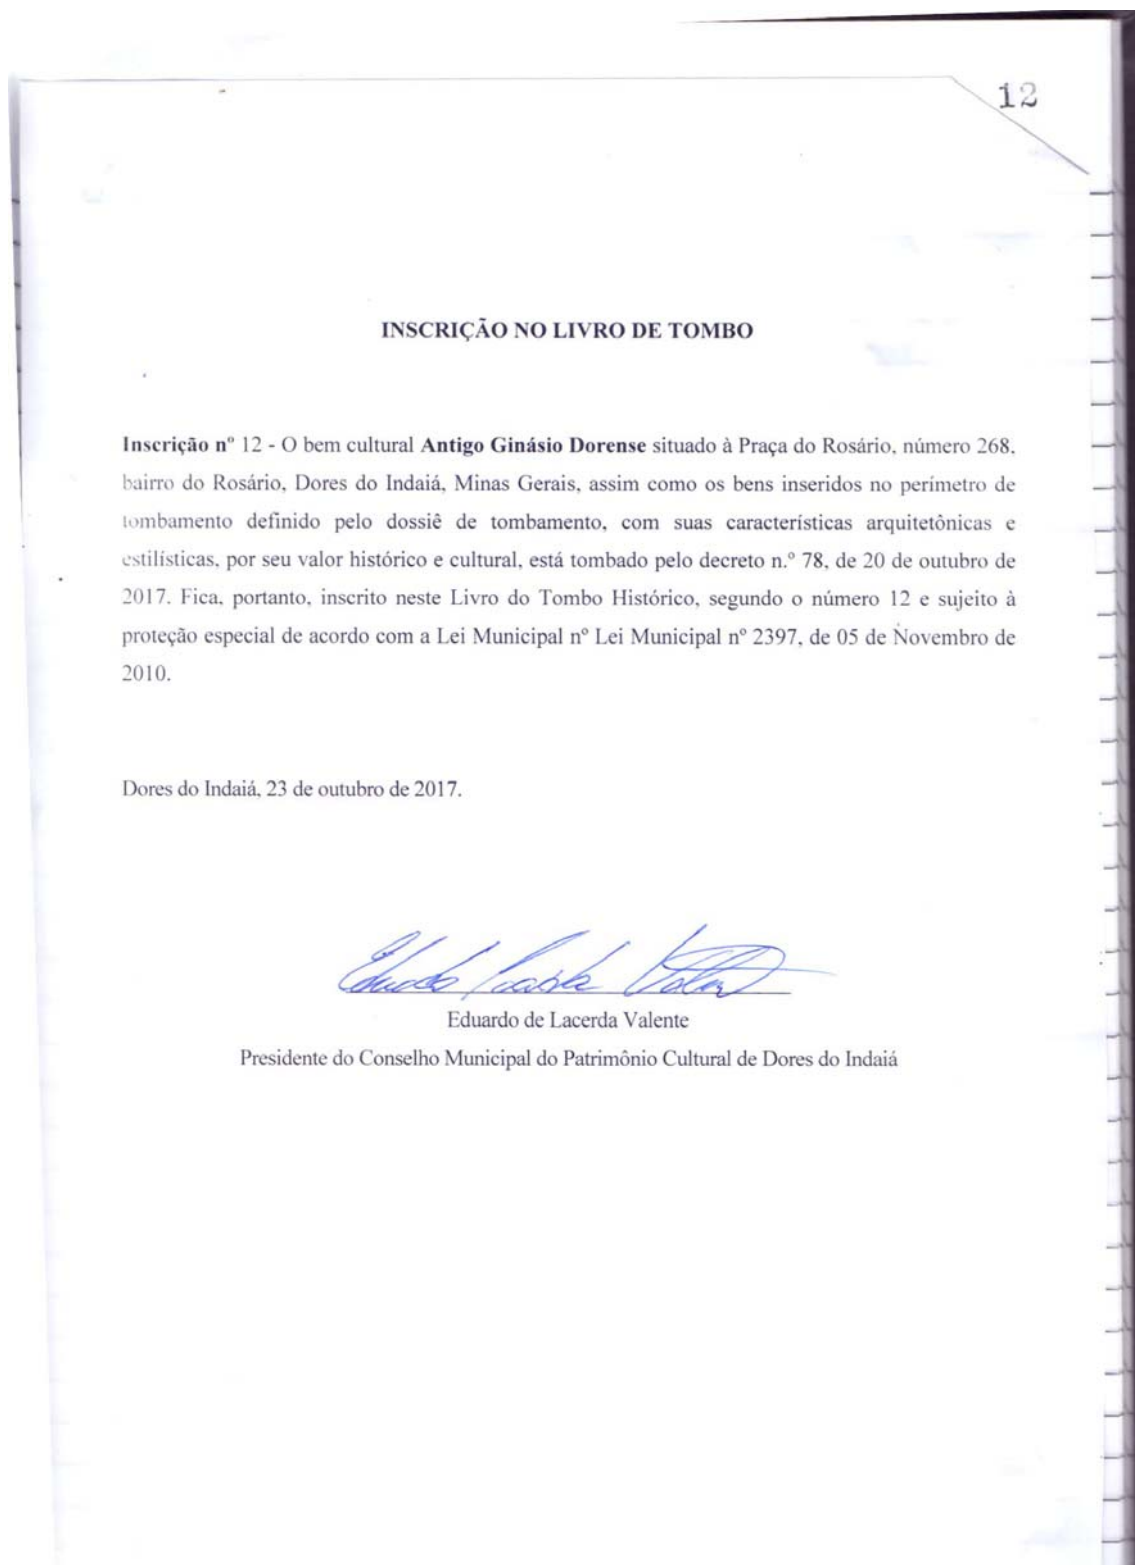 12
INSCRIÇÃO NO LIVRO DE TOMBO
Inscrição nº 12 - O bem cultural Antigo Ginásio Dorense situado à Praça do Rosário, número 268,
bairro do Rosário, Dores do Indaiá, Minas Gerais, assim como os bens inseridos no perímetro de
tombamento definido pelo dossiê de tombamento, com suas características arquitetônicas e
estilísticas, por seu valor histórico e cultural, está tombado pelo decreto n.º 78, de 20 de outubro de
2017. Fica, portanto, inscrito neste Livro do Tombo Histórico, segundo o número 12 e sujeito à
proteção especial de acordo com a Lei Municipal nº Lei Municipal nº 2397, de 05 de Novembro de
2010.
Dores do Indaiá, 23 de outubro de 2017.
Eduardo de Lacerda Valente
Presidente do Conselho Municipal do Patrimônio Cultural de Dores do Indaiá